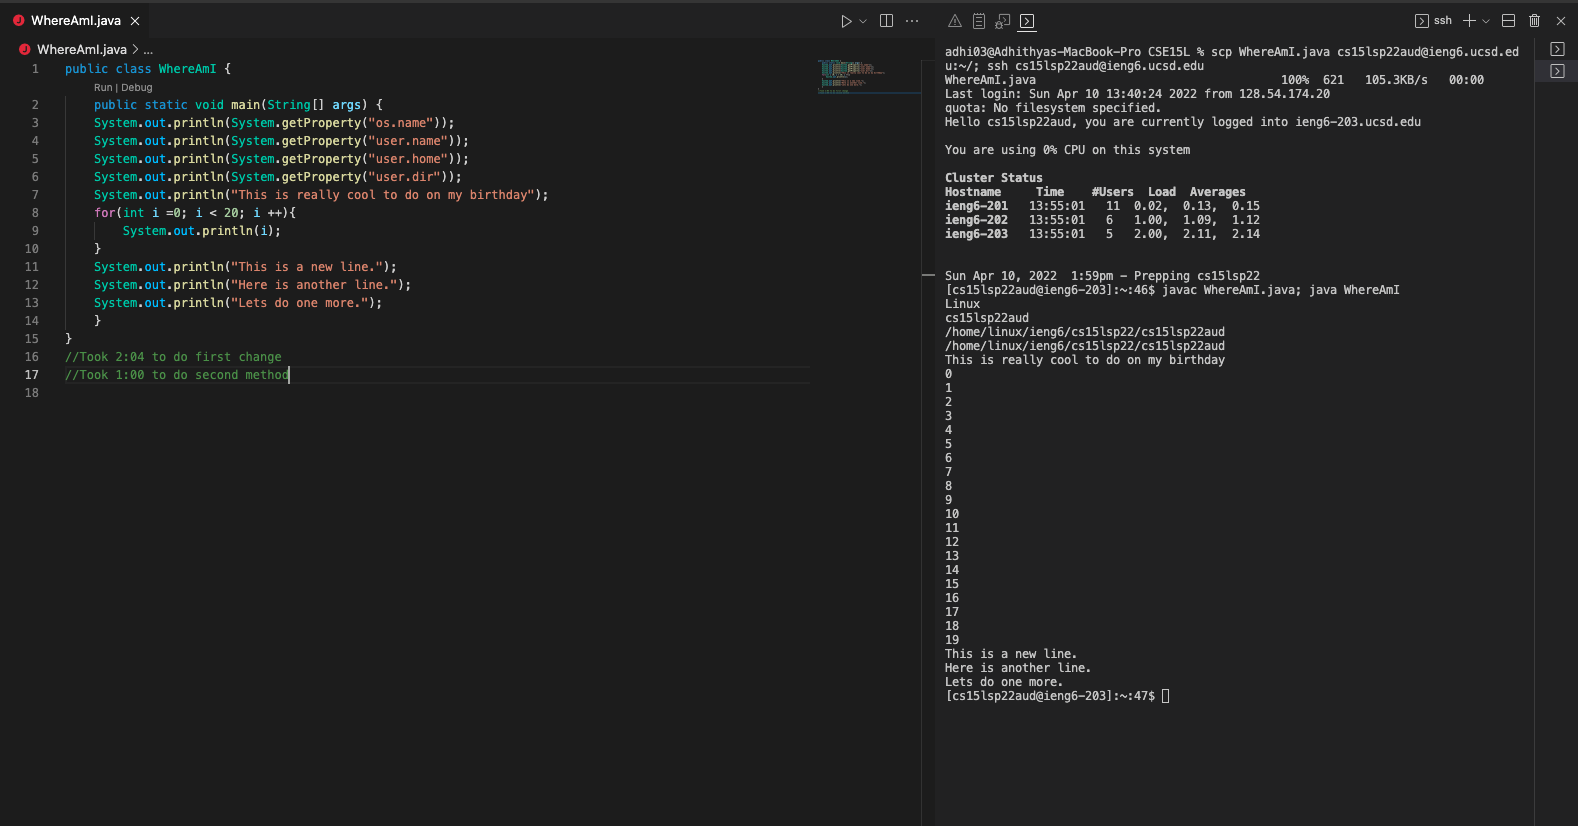 WhereAmI.java
WhereAmI.java > ...
1 public class WhereAmI {
Run | Debug
2 public static void main(String[] args) {
3 System.out.println(System.getProperty("os.name"));
4 System.out.println(System.getProperty("user.name"));
5 System.out.println(System.getProperty("user.home"));
6 System.out.println(System.getProperty("user.dir"));
7 System.out.println("This is really cool to do on my birthday");
8 for(int i =0; i < 20; i ++){
9 System.out.println(i);
10 }
11 System.out.println("This is a new line.");
12 System.out.println("Here is another line.");
13 System.out.println("Lets do one more.");
14 }
15 }
16 //Took 2:04 to do first change
17 //Took 1:00 to do second method
18
ssh
adhi03@Adhithyas-MacBook-Pro CSE15L % scp WhereAmI.java cs15lsp22aud@ieng6.ucsd.ed
u:~/; ssh cs15lsp22aud@ieng6.ucsd.edu
WhereAmI.java 100% 621 105.3KB/s 00:00
Last login: Sun Apr 10 13:40:24 2022 from 128.54.174.20
quota: No filesystem specified.
Hello cs15lsp22aud, you are currently logged into ieng6-203.ucsd.edu
You are using 0% CPU on this system
Cluster Status
Hostname Time #Users Load Averages
ieng6-201 13:55:01 11 0.02, 0.13, 0.15
ieng6-202 13:55:01 6 1.00, 1.09, 1.12
ieng6-203 13:55:01 5 2.00, 2.11, 2.14
Sun Apr 10, 2022 1:59pm - Prepping cs15lsp22
[cs15lsp22aud@ieng6-203]:~:46$ javac WhereAmI.java; java WhereAmI
Linux
cs15lsp22aud
/home/linux/ieng6/cs15lsp22/cs15lsp22aud
/home/linux/ieng6/cs15lsp22/cs15lsp22aud
This is really cool to do on my birthday
0
1
2
3
4
5
6
7
8
9
10
11
12
13
14
15
16
17
18
19
This is a new line.
Here is another line.
Lets do one more.
[cs15lsp22aud@ieng6-203]:~:47$